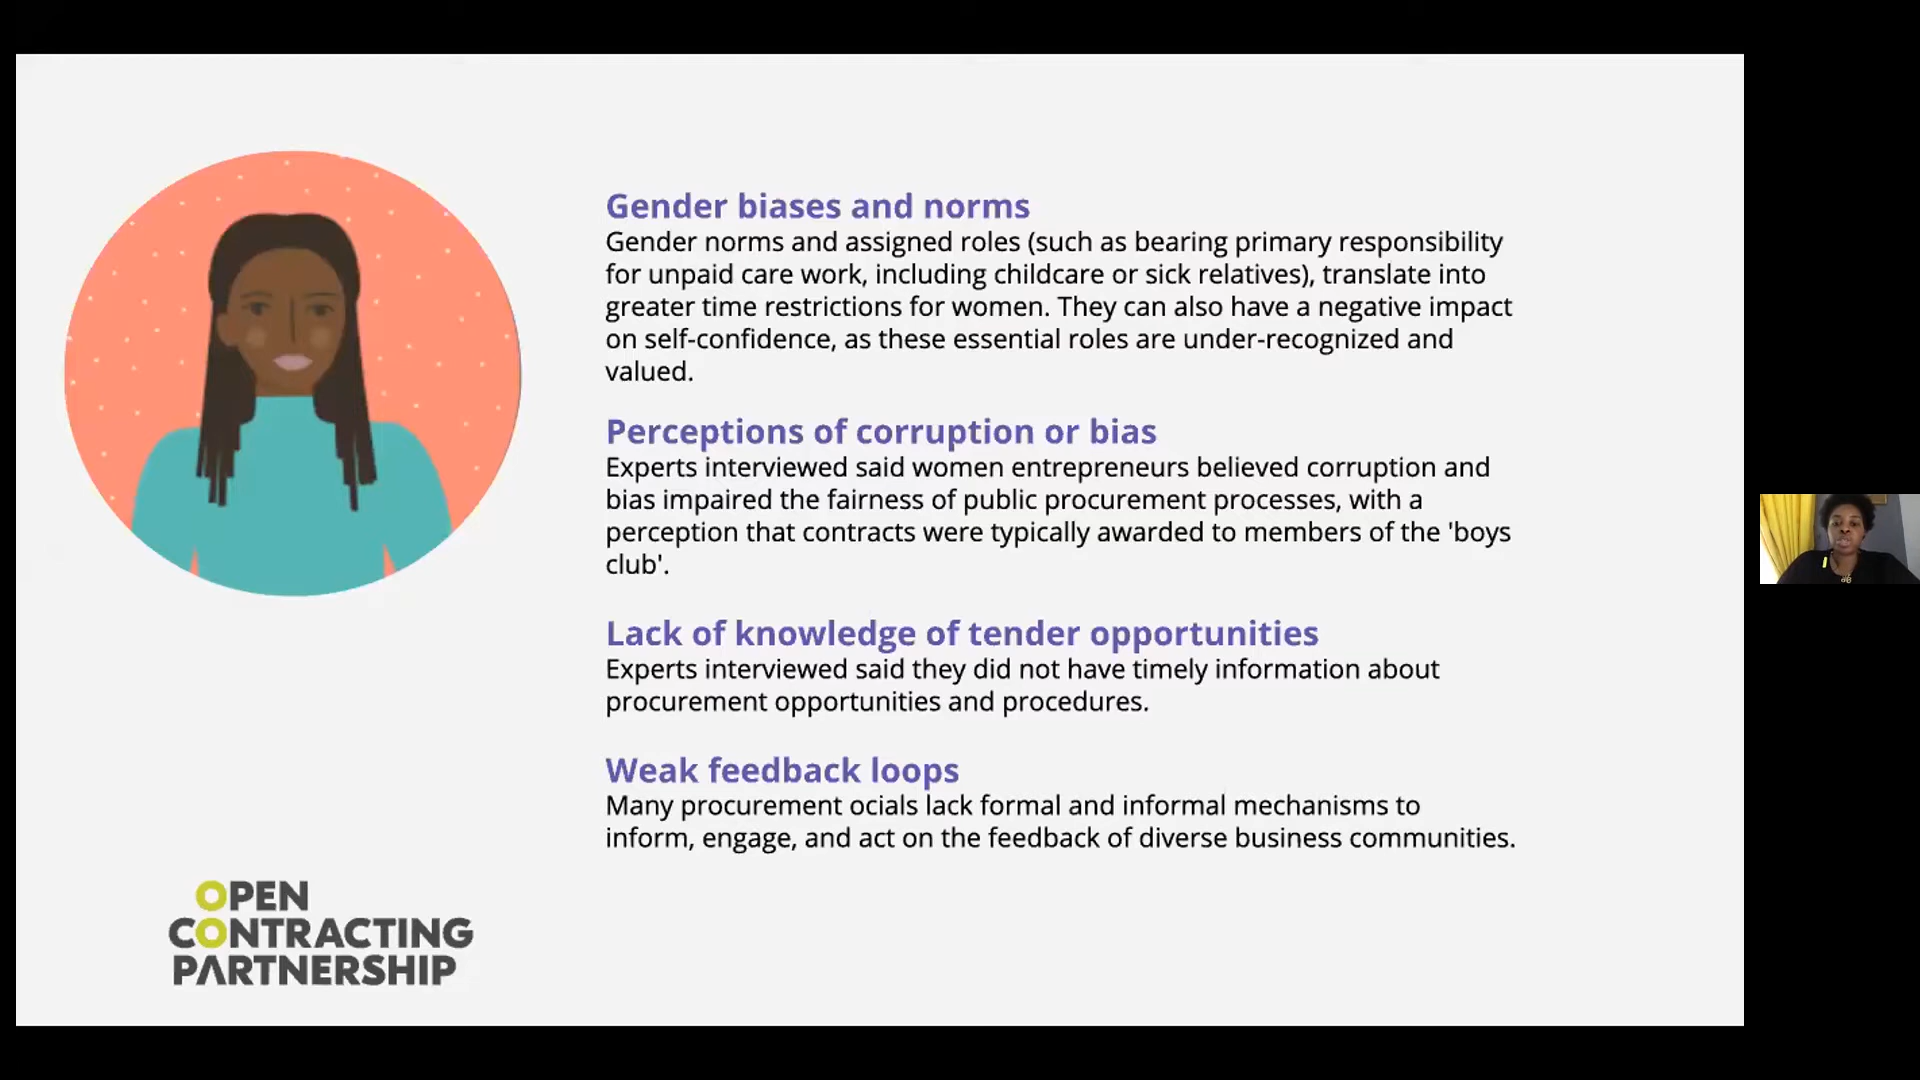 Gender biases and norms
Gender norms and assigned roles (such as bearing primary responsibility
for unpaid care work, including childcare or sick relatives), translate into
greater time restrictions for women. They can also have a negative impact
on self-confidence, as these essential roles are under-recognized and
valued.
Perceptions of corruption or bias
Experts interviewed said women entrepreneurs believed corruption and
bias impaired the fairness of public procurement processes, with a
perception that contracts were typically awarded to members of the 'boys
club'.
Lack of knowledge of tender opportunities
Experts interviewed said they did not have timely information about
procurement opportunities and procedures.
Weak feedback loops
Many procurement ocials lack formal and informal mechanisms to
inform, engage, and act on the feedback of diverse business communities.
OPEN
CONTRACTING
PARTNERSHIP